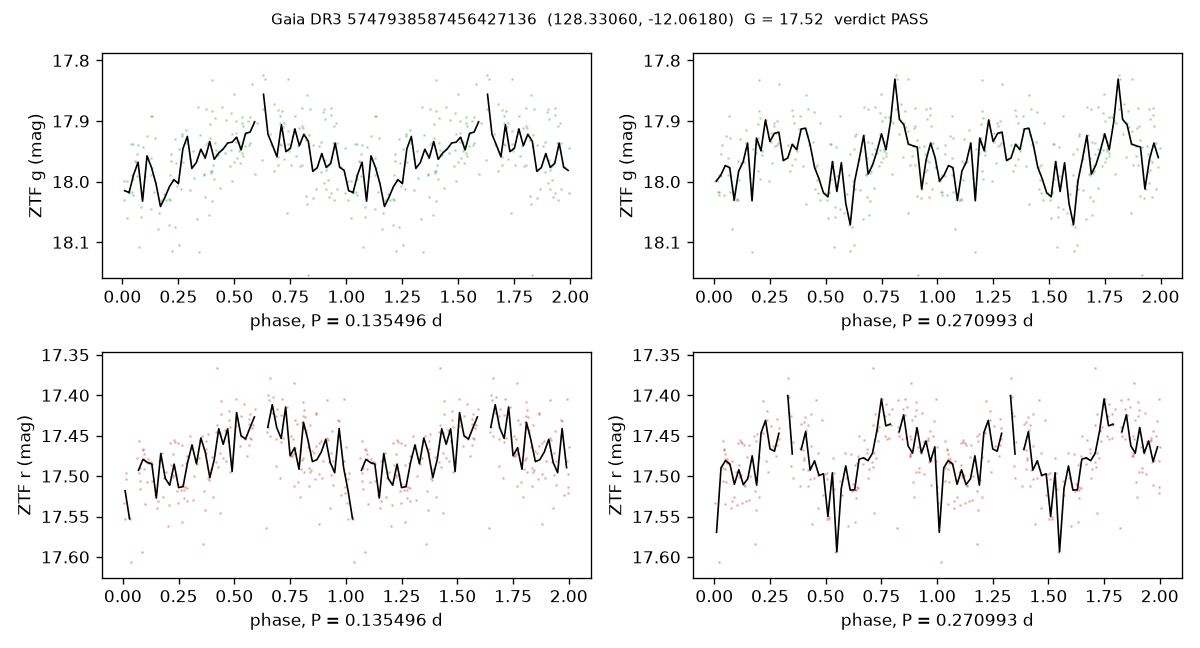 Gaia DR3 5747938587456427136  (128.33060, -12.06180)  G = 17.52  verdict PASS
17.8
17.9
18.0
18.1
ZTF g (mag)
0.00 0.25 0.50 0.75 1.00 1.25 1.50 1.75 2.00
phase, P = 0.135496 d
17.8
17.9
18.0
18.1
ZTF g (mag)
0.00 0.25 0.50 0.75 1.00 1.25 1.50 1.75 2.00
phase, P = 0.270993 d
17.35
17.40
17.45
17.50
17.55
17.60
ZTF r (mag)
0.00 0.25 0.50 0.75 1.00 1.25 1.50 1.75 2.00
phase, P = 0.135496 d
17.35
17.40
17.45
17.50
17.55
17.60
ZTF r (mag)
0.00 0.25 0.50 0.75 1.00 1.25 1.50 1.75 2.00
phase, P = 0.270993 d